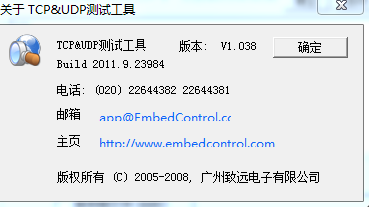 关于 TCP&UDP测试工具
TCP&UDP测试工具 版本: V1.038 确定
Build 2011.9.23984
电话: (020) 22644382 22644381
邮箱 app@EmbedControl.cc
主页 http://www.embedcontrol.com
版权所有 (C) 2005-2008, 广州致远电子有限公司